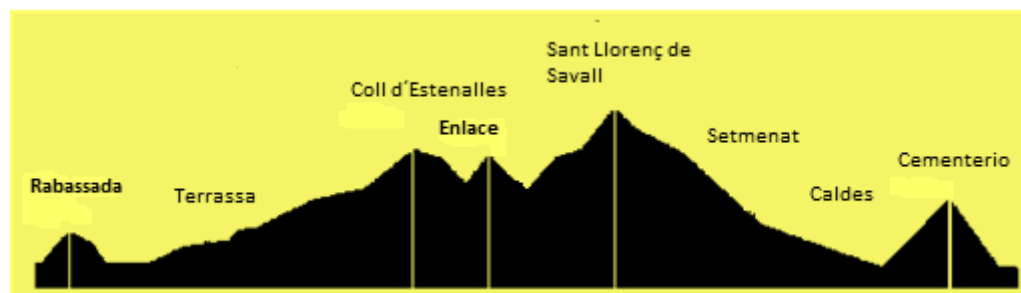 Sant Llorenç de
Savall
Coll d´Estenalles
Enlace
Setmenat
Cementerio
Rabassada
Terrassa
Caldes